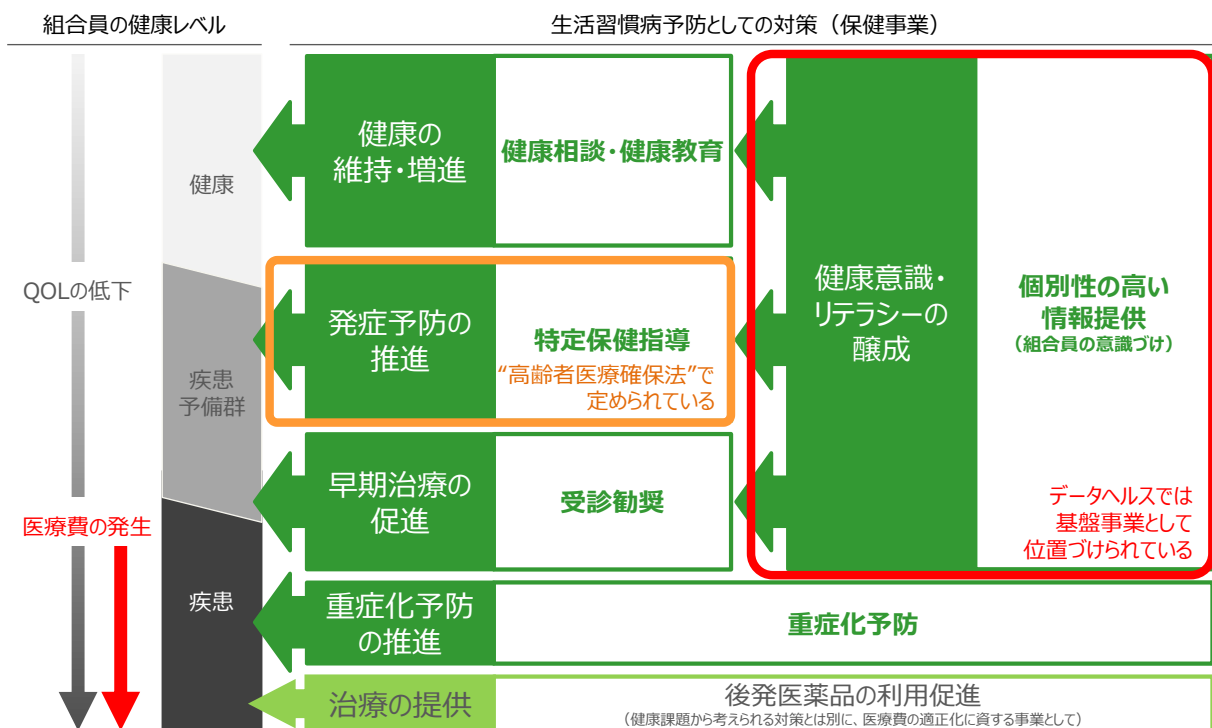 組合員の健康レベル
生活習慣病予防としての対策（保健事業）
健康
疾患
予備群
疾患
QOLの低下
医療費の発生
健康の
維持・増進
健康相談・健康教育
発症予防の
推進
特定保健指導
“高齢者医療確保法”で
定められている
早期治療の
促進
受診勧奨
健康意識・
リテラシーの
醸成
個別性の高い
情報提供
（組合員の意識づけ）
データヘルスでは
基盤事業として
位置づけられている
重症化予防
の推進
重症化予防
治療の提供
後発医薬品の利用促進
（健康課題から考えられる対策とは別に、医療費の適正化に資する事業として）